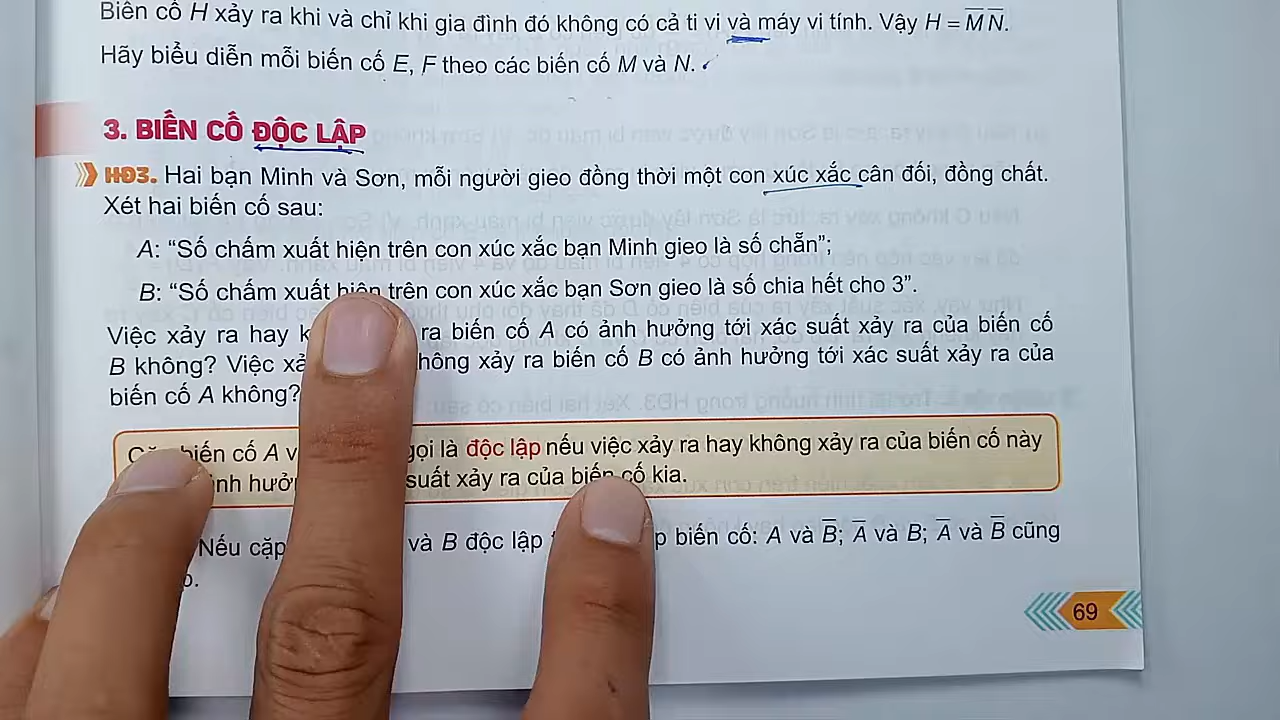 Biến cố H xảy ra khi và chỉ khi gia đình đó không có cả ti vi và máy vi tính. Vậy H = M̅ N̅.
Hãy biểu diễn mỗi biến cố E, F theo các biến cố M và N.
3. BIẾN CỐ ĐỘC LẬP
HĐ3. Hai bạn Minh và Sơn, mỗi người gieo đồng thời một con xúc xắc cân đối, đồng chất.
Xét hai biến cố sau:
A: “Số chấm xuất hiện trên con xúc xắc bạn Minh gieo là số chẵn”;
B: “Số chấm xuất hiện trên con xúc xắc bạn Sơn gieo là số chia hết cho 3”.
Việc xảy ra hay ra biến cố A có ảnh hưởng tới xác suất xảy ra của biến cố
B không? Việc không xảy ra biến cố B có ảnh hưởng tới xác suất xảy ra của
biến cố A không?
biến cố A gọi là độc lập nếu việc xảy ra hay không xảy ra của biến cố này
suất xảy ra của biến cố kia.
Nếu cặp và B độc lập biến cố: A và B̅; A̅ và B; A̅ và B̅ cũng
69